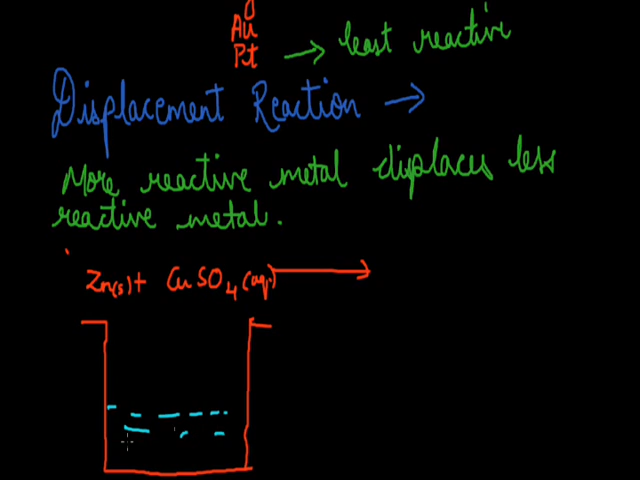 Au
Pt → least reactive
Displacement Reaction →
More reactive metal displaces less
reactive metal.
Zn(s) + CuSO₄(aq.) →